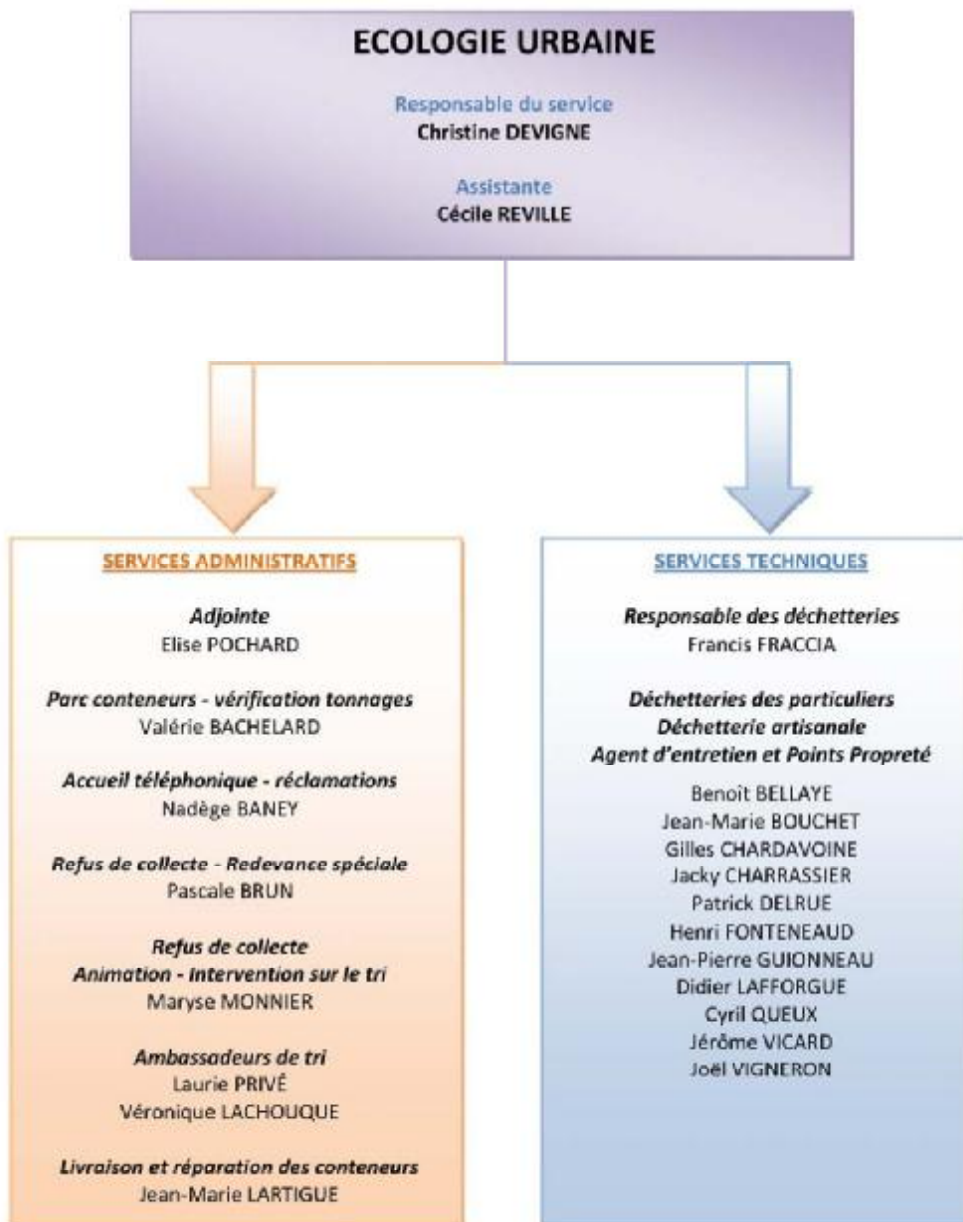 ECOLOGIE URBAINE
Responsable du service
Christine DEVIGNE
Assistante
Cécile REVILLE
SERVICES ADMINISTRATIFS
Adjointe
Elise POCHARD
Parc conteneurs - vérification tonnages
Valérie BACHELARD
Accueil téléphonique - réclamations
Nadège BANEY
Refus de collecte - Redevance spéciale
Pascale BRUN
Refus de collecte
Animation - Intervention sur le tri
Maryse MONNIER
Ambassadeurs de tri
Laurie PRIVÉ
Véronique LACHOUQUE
Livraison et réparation des conteneurs
Jean-Marie LARTIGUE
SERVICES TECHNIQUES
Responsable des déchetteries
Francis FRACCIA
Déchetteries des particuliers
Déchetterie artisanale
Agent d'entretien et Points Propreté
Benoît BELLAYE
Jean-Marie BOUCHET
Gilles CHARDAVOINE
Jacky CHARRASSIER
Patrick DELRUE
Henri FONTENEAUD
Jean-Pierre GUIONNEAU
Didier LAFFORGUE
Cyril QUEUX
Jérôme VICARD
Joël VIGNERON